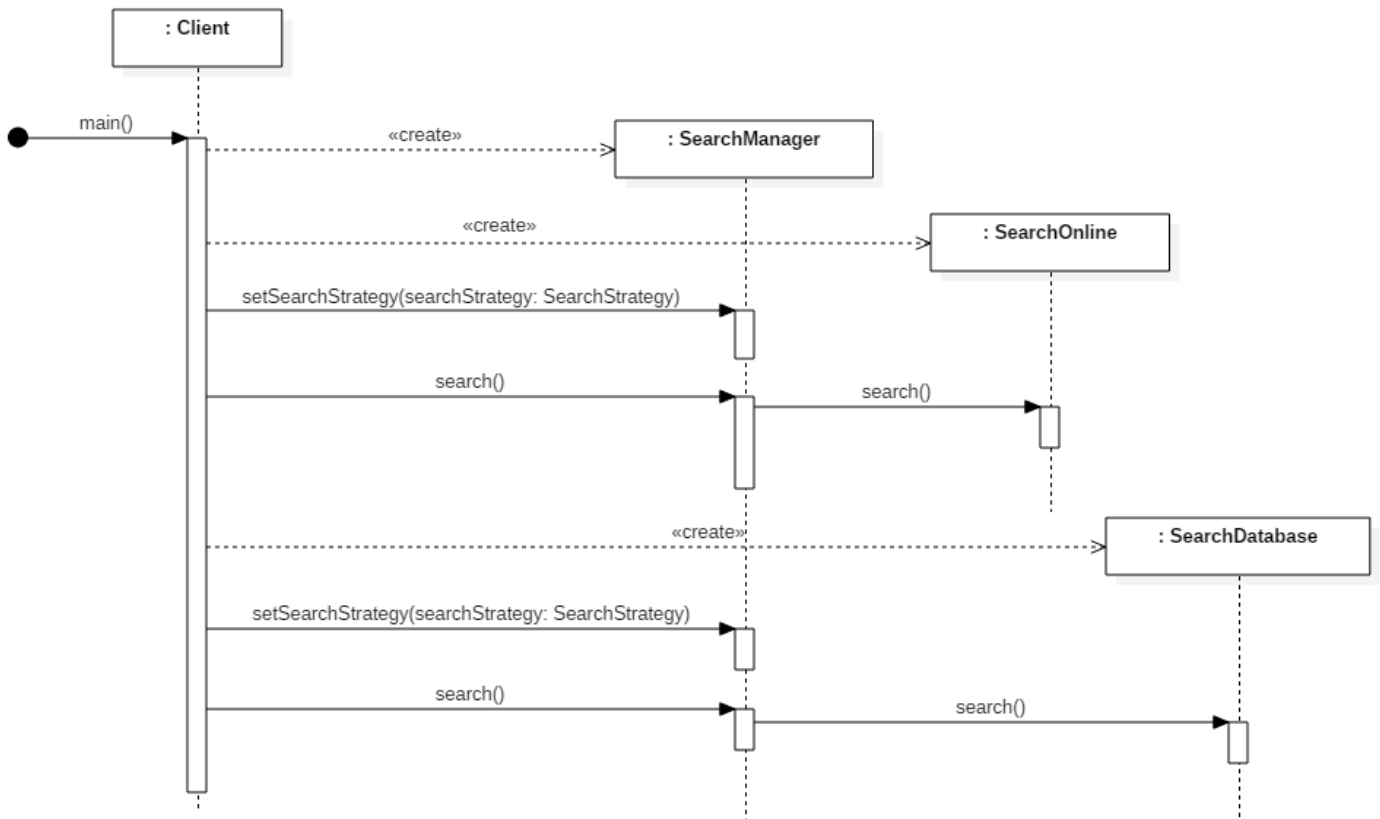 : Client
main()
«create»
: SearchManager
«create»
: SearchOnline
setSearchStrategy(searchStrategy: SearchStrategy)
search()
search()
«create»
: SearchDatabase
setSearchStrategy(searchStrategy: SearchStrategy)
search()
search()